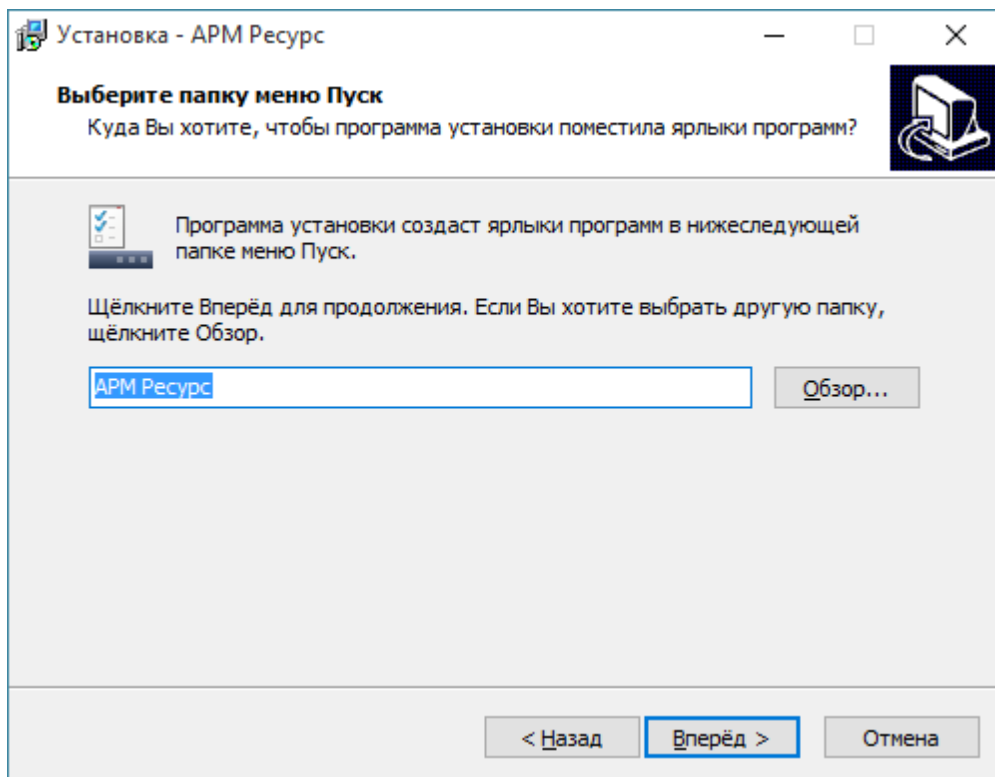 Установка - АРМ Ресурс
Выберите папку меню Пуск
Куда Вы хотите, чтобы программа установки поместила ярлыки программ?
Программа установки создаст ярлыки программ в нижеследующей
папке меню Пуск.
Щёлкните Вперёд для продолжения. Если Вы хотите выбрать другую папку,
щёлкните Обзор.
АРМ Ресурс
Обзор...
< Назад
Вперёд >
Отмена